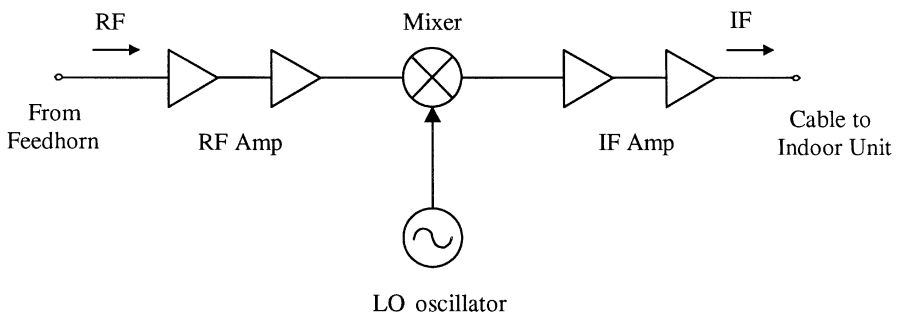 RF
Mixer
IF
From
Feedhorn
RF Amp
IF Amp
Cable to
Indoor Unit
LO oscillator